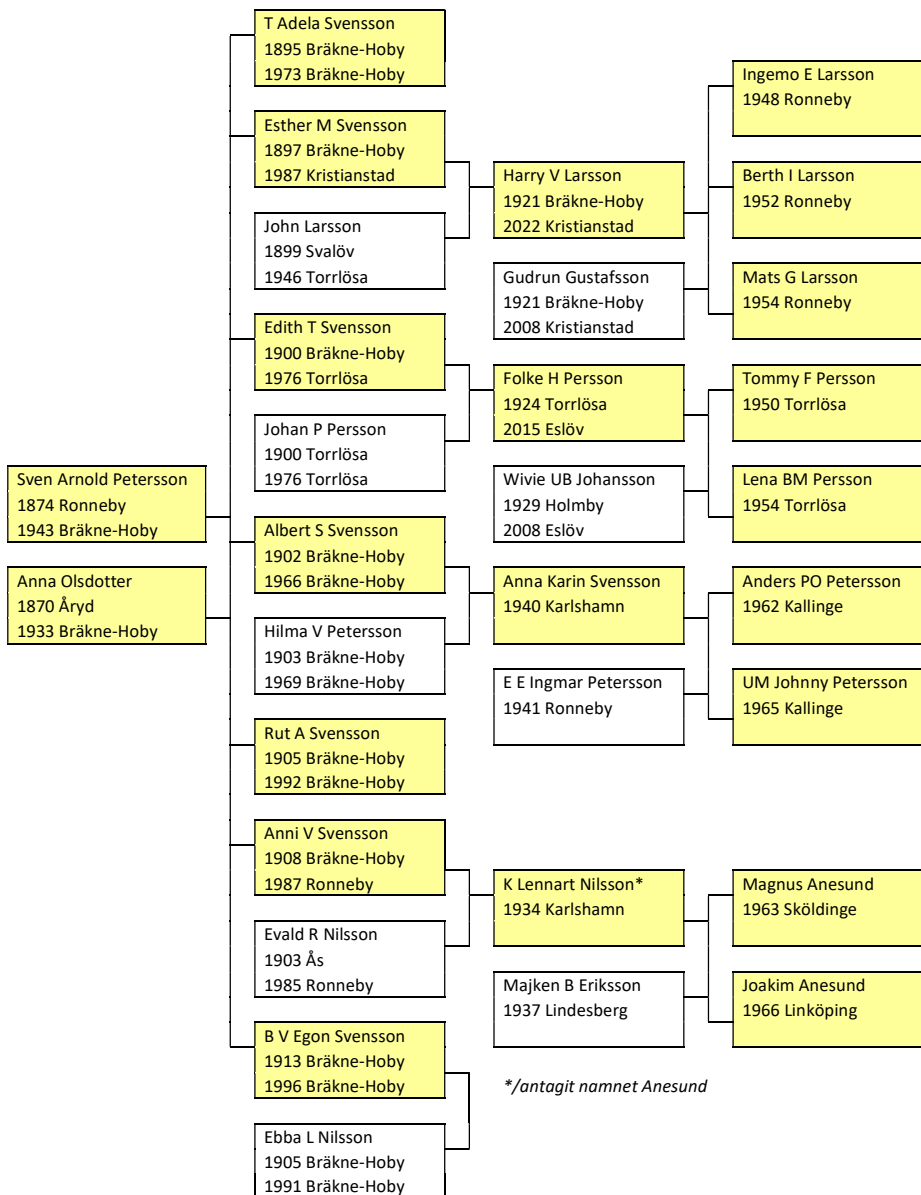 Sven Arnold Petersson
1874 Ronneby
1943 Bräkne-Hoby
Anna Olsdotter
1870 Åryd
1933 Bräkne-Hoby
T Adela Svensson
1895 Bräkne-Hoby
1973 Bräkne-Hoby
Esther M Svensson
1897 Bräkne-Hoby
1987 Kristianstad
John Larsson
1899 Svalöv
1946 Torrlösa
Edith T Svensson
1900 Bräkne-Hoby
1976 Torrlösa
Johan P Persson
1900 Torrlösa
1976 Torrlösa
Albert S Svensson
1902 Bräkne-Hoby
1966 Bräkne-Hoby
Hilma V Petersson
1903 Bräkne-Hoby
1969 Bräkne-Hoby
Rut A Svensson
1905 Bräkne-Hoby
1992 Bräkne-Hoby
Anni V Svensson
1908 Bräkne-Hoby
1987 Ronneby
Evald R Nilsson
1903 Ås
1985 Ronneby
B V Egon Svensson
1913 Bräkne-Hoby
1996 Bräkne-Hoby
Ebba L Nilsson
1905 Bräkne-Hoby
1991 Bräkne-Hoby
Harry V Larsson
1921 Bräkne-Hoby
2022 Kristianstad
Gudrun Gustafsson
1921 Bräkne-Hoby
2008 Kristianstad
Folke H Persson
1924 Torrlösa
2015 Eslöv
Wivie UB Johansson
1929 Holmby
2008 Eslöv
Anna Karin Svensson
1940 Karlshamn
E E Ingmar Petersson
1941 Ronneby
K Lennart Nilsson*
1934 Karlshamn
Majken B Eriksson
1937 Lindesberg
*/antagit namnet Anesund
Ingemo E Larsson
1948 Ronneby
Berth I Larsson
1952 Ronneby
Mats G Larsson
1954 Ronneby
Tommy F Persson
1950 Torrlösa
Lena BM Persson
1954 Torrlösa
Anders PO Petersson
1962 Kallinge
UM Johnny Petersson
1965 Kallinge
Magnus Anesund
1963 Sköldinge
Joakim Anesund
1966 Linköping